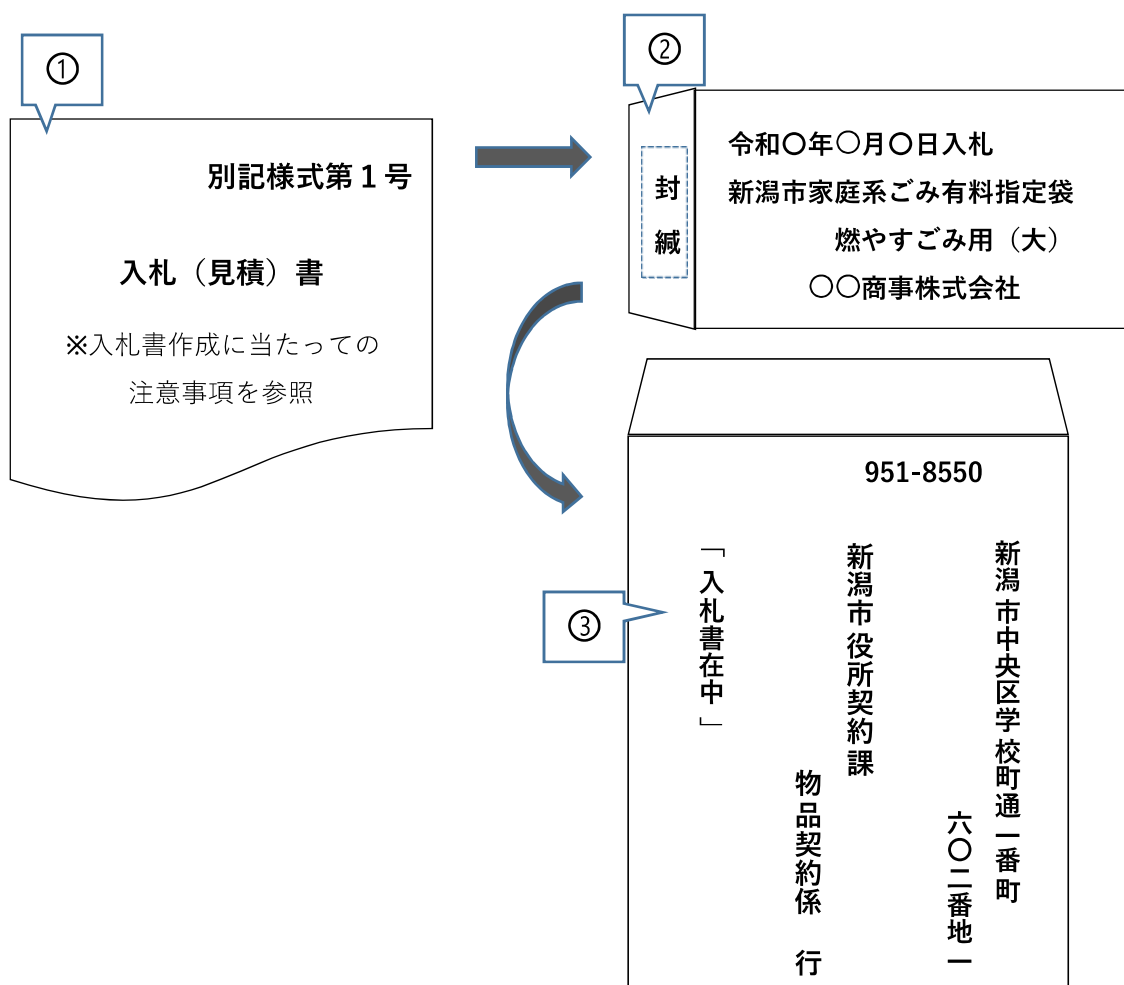 ①
別記様式第1号
入札（見積）書
※入札書作成に当たっての
注意事項を参照
②
封緘
令和〇年〇月〇日入札
新潟市家庭系ごみ有料指定袋
燃やすごみ用（大）
〇〇商事株式会社
③
951-8550
新潟市中央区学校町通一番町
六〇二番地一
新潟市役所契約課
物品契約係　行
「入札書在中」